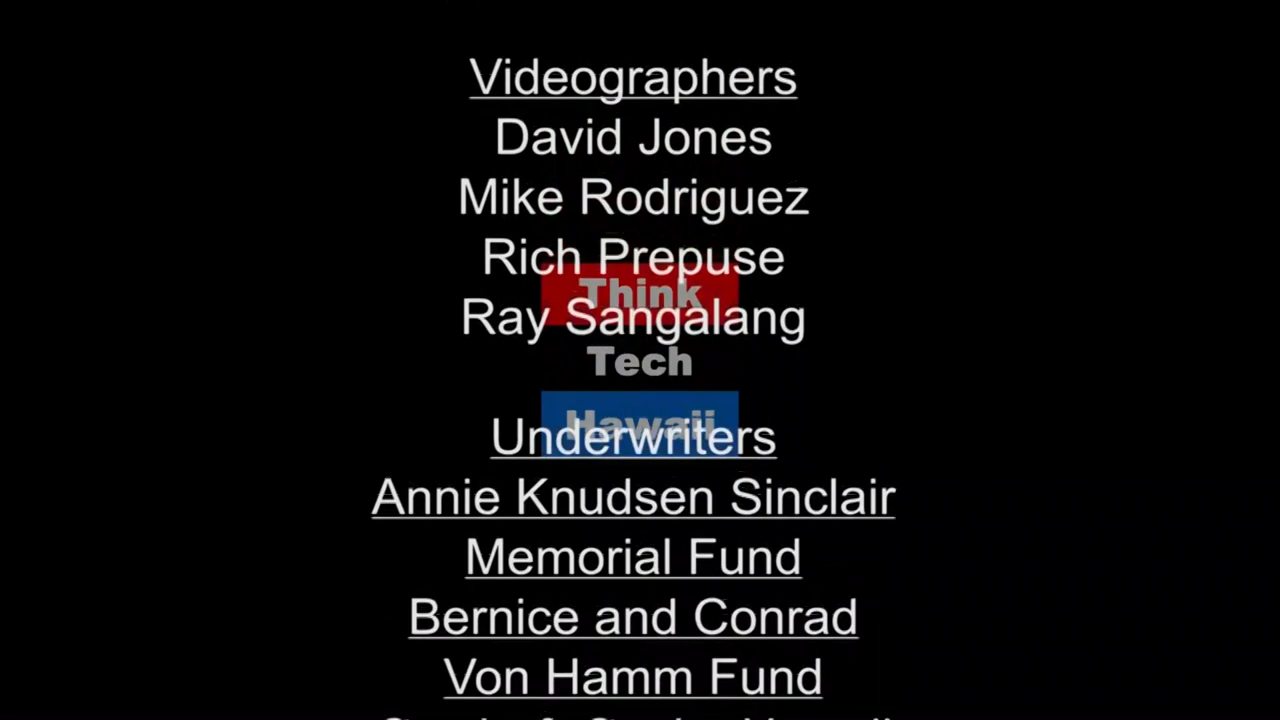 Videographers
David Jones
Mike Rodriguez
Rich Prepuse
Think
Ray Sangalang
Tech
Hawaii
Underwriters
Annie Knudsen Sinclair
Memorial Fund
Bernice and Conrad
Von Hamm Fund